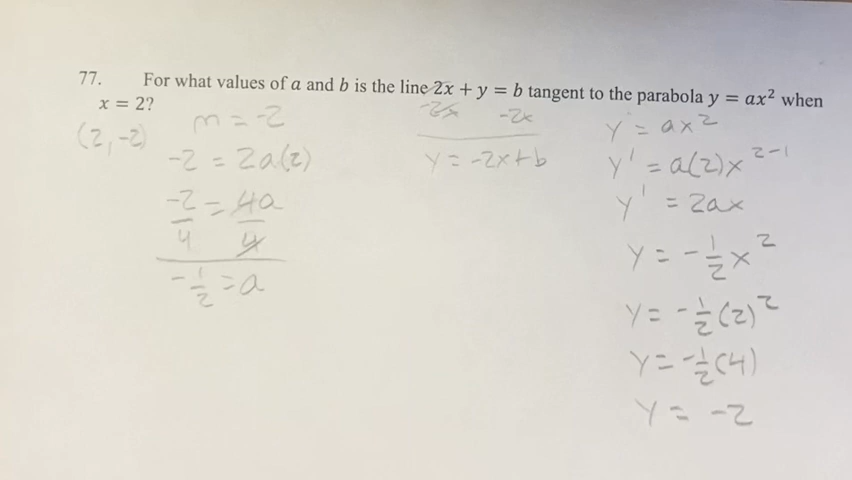 77. For what values of a and b is the line 2x + y = b tangent to the parabola y = ax² when
x = 2?
(2, -2)
m = -2
-2 = 2a(2)
-2/4 = 4a/4
-1/2 = a
-2x -2x
y = -2x+b
y = ax²
y' = a(2)x²⁻¹
y' = 2ax
y = -1/2 x²
y = -1/2 (2)²
y = -1/2 (4)
y = -2